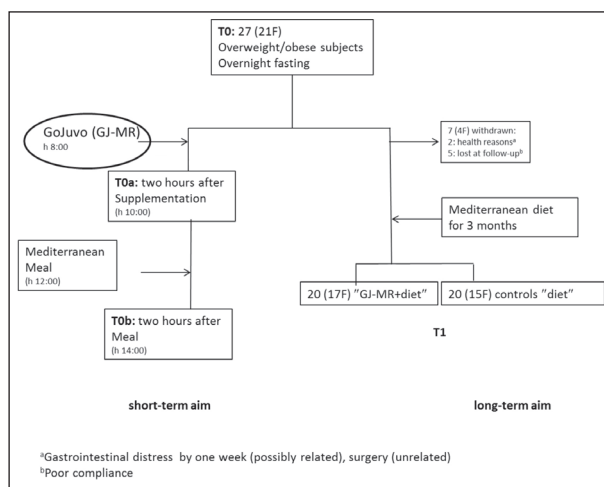 T0: 27 (21F)
Overweight/obese subjects
Overnight fasting
GoJuvo (GJ-MR)
h 8:00
7 (4F) withdrawn:
2: health reasonsᵃ
5: lost at follow-upᵇ
T0a: two hours after
Supplementation
(h 10:00)
Mediterranean diet
for 3 months
Mediterranean
Meal
(h 12:00)
20 (17F) "GJ-MR+diet"
20 (15F) controls "diet"
T0b: two hours after
Meal
(h 14:00)
T1
short-term aim
long-term aim
ᵃGastrointestinal distress by one week (possibly related), surgery (unrelated)
ᵇPoor compliance